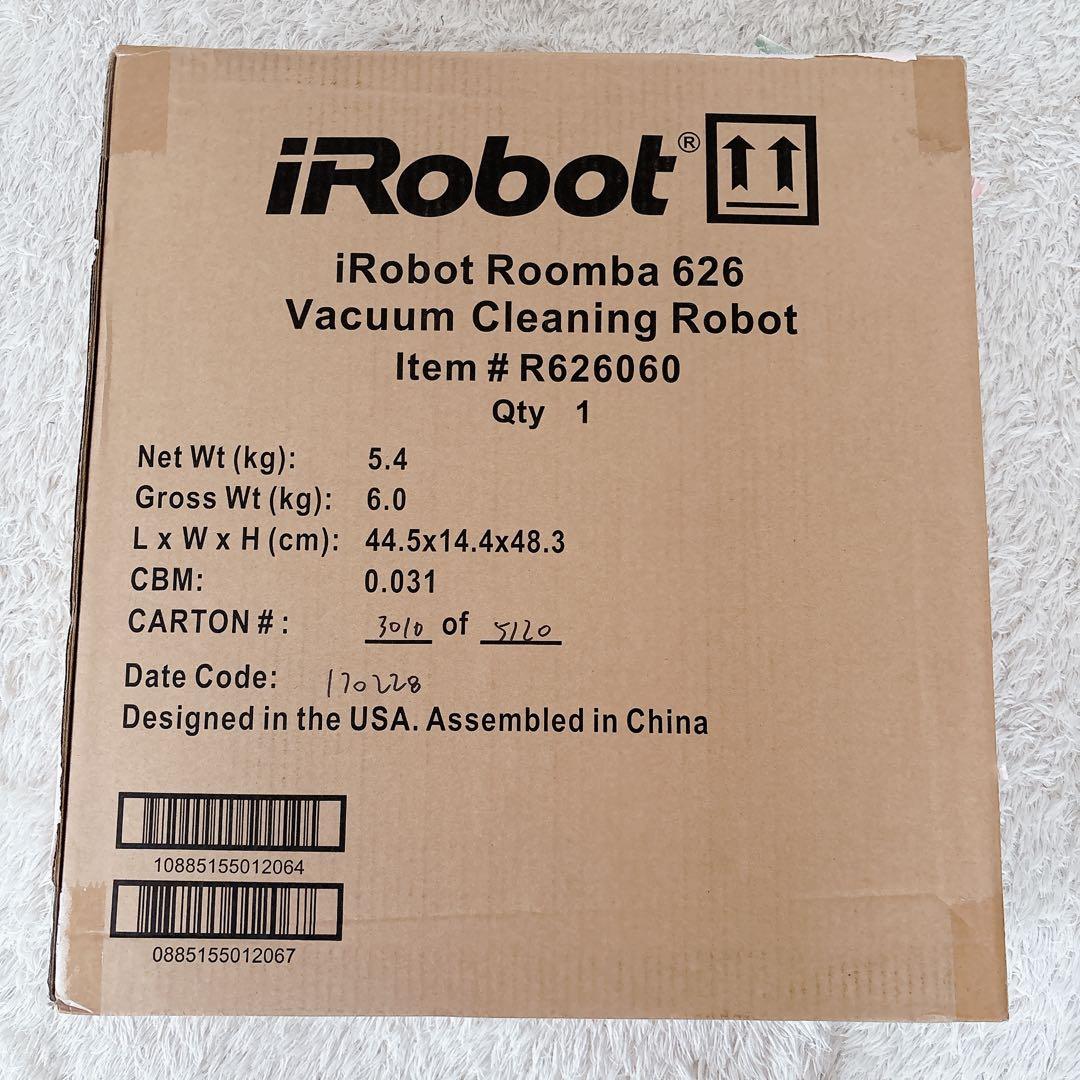 iRobot®
iRobot Roomba 626
Vacuum Cleaning Robot
Item # R626060
Qty 1
Net Wt (kg): 5.4
Gross Wt (kg): 6.0
L x W x H (cm): 44.5x14.4x48.3
CBM: 0.031
CARTON # : 3010 of 5120
Date Code: 170228
Designed in the USA. Assembled in China
10885155012064
0885155012067